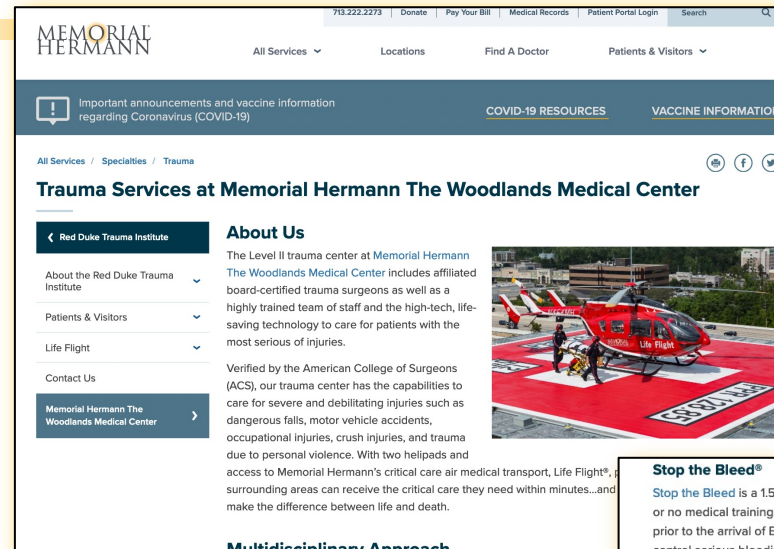 713.222.2273 Donate Pay Your Bill Medical Records Patient Portal Login Search
MEMORIAL
HERMANN
All Services Locations Find A Doctor Patients & Visitors
Important announcements and vaccine information
regarding Coronavirus (COVID-19)
COVID-19 RESOURCES VACCINE INFORMATION
All Services / Specialties / Trauma
Trauma Services at Memorial Hermann The Woodlands Medical Center
Red Duke Trauma Institute
About the Red Duke Trauma
Institute
Patients & Visitors
Life Flight
Contact Us
Memorial Hermann The
Woodlands Medical Center
About Us
The Level II trauma center at Memorial Hermann
The Woodlands Medical Center includes affiliated
board-certified trauma surgeons as well as a
highly trained team of staff and the high-tech, life-
saving technology to care for patients with the
most serious of injuries.
Verified by the American College of Surgeons
(ACS), our trauma center has the capabilities to
care for severe and debilitating injuries such as
dangerous falls, motor vehicle accidents,
occupational injuries, crush injuries, and trauma
due to personal violence. With two helipads and
access to Memorial Hermann's critical care air medical transport, Life Flight®, p
surrounding areas can receive the critical care they need within minutes...and
make the difference between life and death.
Multidisciplinary Approach
Life Flight
Stop the Bleed®
Stop the Bleed is a 1.5
or no medical training
prior to the arrival of E